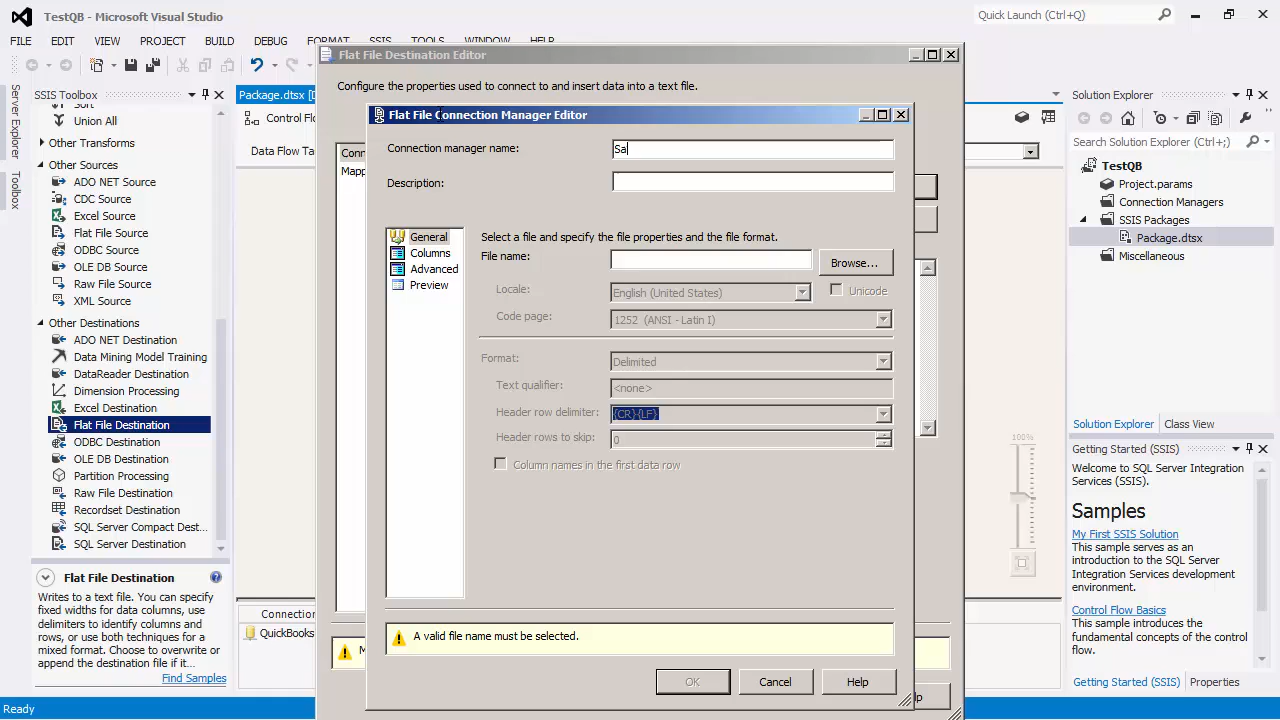 TestQB - Microsoft Visual Studio
Quick Launch (Ctrl+Q)
FILE EDIT VIEW PROJECT BUILD DEBUG FORMAT SSIS TOOLS WINDOW HELP
Server Explorer
Toolbox
SSIS Toolbox
Sort
Union All
Other Transforms
Other Sources
ADO NET Source
CDC Source
Excel Source
Flat File Source
ODBC Source
OLE DB Source
Raw File Source
XML Source
Other Destinations
ADO NET Destination
Data Mining Model Training
DataReader Destination
Dimension Processing
Excel Destination
Flat File Destination
ODBC Destination
OLE DB Destination
Partition Processing
Raw File Destination
Recordset Destination
SQL Server Compact Dest...
SQL Server Destination
Flat File Destination
Writes to a text file. You can
specify fixed widths for data columns, use
delimiters to identify columns and
rows, or use both techniques for a
mixed format. Choose to overwrite or
append the destination file if it...
Find Samples
Ready
Package.dtsx [D
Control Flo
Data Flow Ta
Connection
QuickBooks
100%
Flat File Destination Editor
Configure the properties used to connect to and insert data into a text file.
Conn
Mapp
M
lp
Flat File Connection Manager Editor
Connection manager name: Sa
Description:
General
Columns
Advanced
Preview
Select a file and specify the file properties and the file format.
File name: Browse...
Locale: English (United States) Unicode
Code page: 1252 (ANSI - Latin I)
Format: Delimited
Text qualifier: <none>
Header row delimiter: {CR}{LF}
Header rows to skip: 0
Column names in the first data row
A valid file name must be selected.
OK Cancel Help
Solution Explorer
Search Solution Explorer (Ctrl+;)
TestQB
Project.params
Connection Managers
SSIS Packages
Package.dtsx
Miscellaneous
Solution Explorer Class View
Getting Started (SSIS)
Welcome to SQL Server Integration
Services (SSIS).
Samples
My First SSIS Solution
This sample serves as an
introduction to the SQL Server
Integration Services development
environment.
Control Flow Basics
This sample introduces the
fundamental concepts of the control
flow.
Getting Started (SSIS) Properties